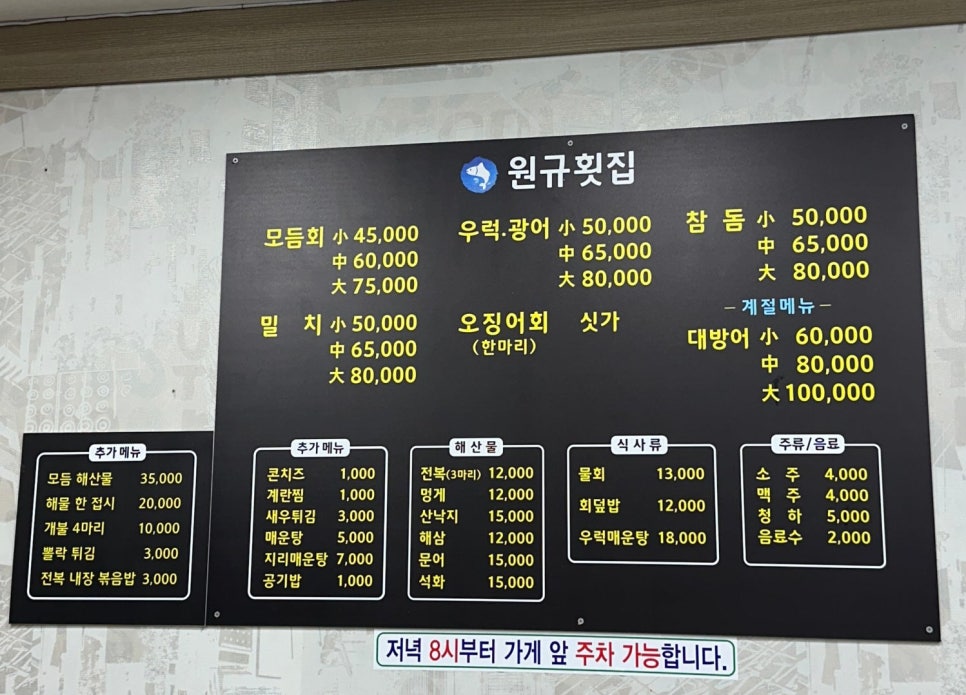 원규횟집
모듬회 小 45,000
中 60,000
大 75,000
우럭.광어 小 50,000
中 65,000
大 80,000
참 돔 小 50,000
中 65,000
大 80,000
밀 치 小 50,000
中 65,000
大 80,000
오징어회 싯가
(한마리)
– 계절메뉴 –
대방어 小 60,000
中 80,000
大 100,000
추가메뉴
모듬 해산물 35,000
해물 한 접시 20,000
개불 4마리 10,000
뽈락 튀김 3,000
전복 내장 볶음밥 3,000
추가메뉴
콘치즈 1,000
계란찜 1,000
새우튀김 3,000
매운탕 5,000
지리매운탕 7,000
공기밥 1,000
해산물
전복(3마리) 12,000
멍게 12,000
산낙지 15,000
해삼 12,000
문어 15,000
석화 15,000
식사류
물회 13,000
회덮밥 12,000
우럭매운탕 18,000
주류/음료
소 주 4,000
맥 주 4,000
청 하 5,000
음료수 2,000
저녁 8시부터 가게 앞 주차 가능합니다.